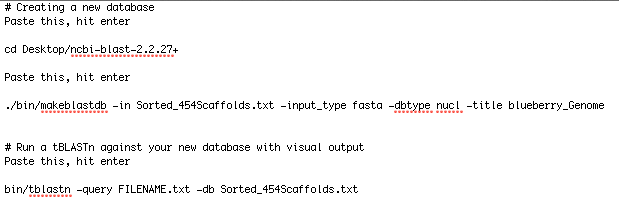 # Creating a new database
Paste this, hit enter
cd Desktop/ncbi-blast-2.2.27+
Paste this, hit enter
./bin/makeblastdb -in Sorted_454Scaffolds.txt -input_type fasta -dbtype nucl -title blueberry_Genome
# Run a tBLASTn against your new database with visual output
Paste this, hit enter
bin/tblastn -query FILENAME.txt -db Sorted_454Scaffolds.txt